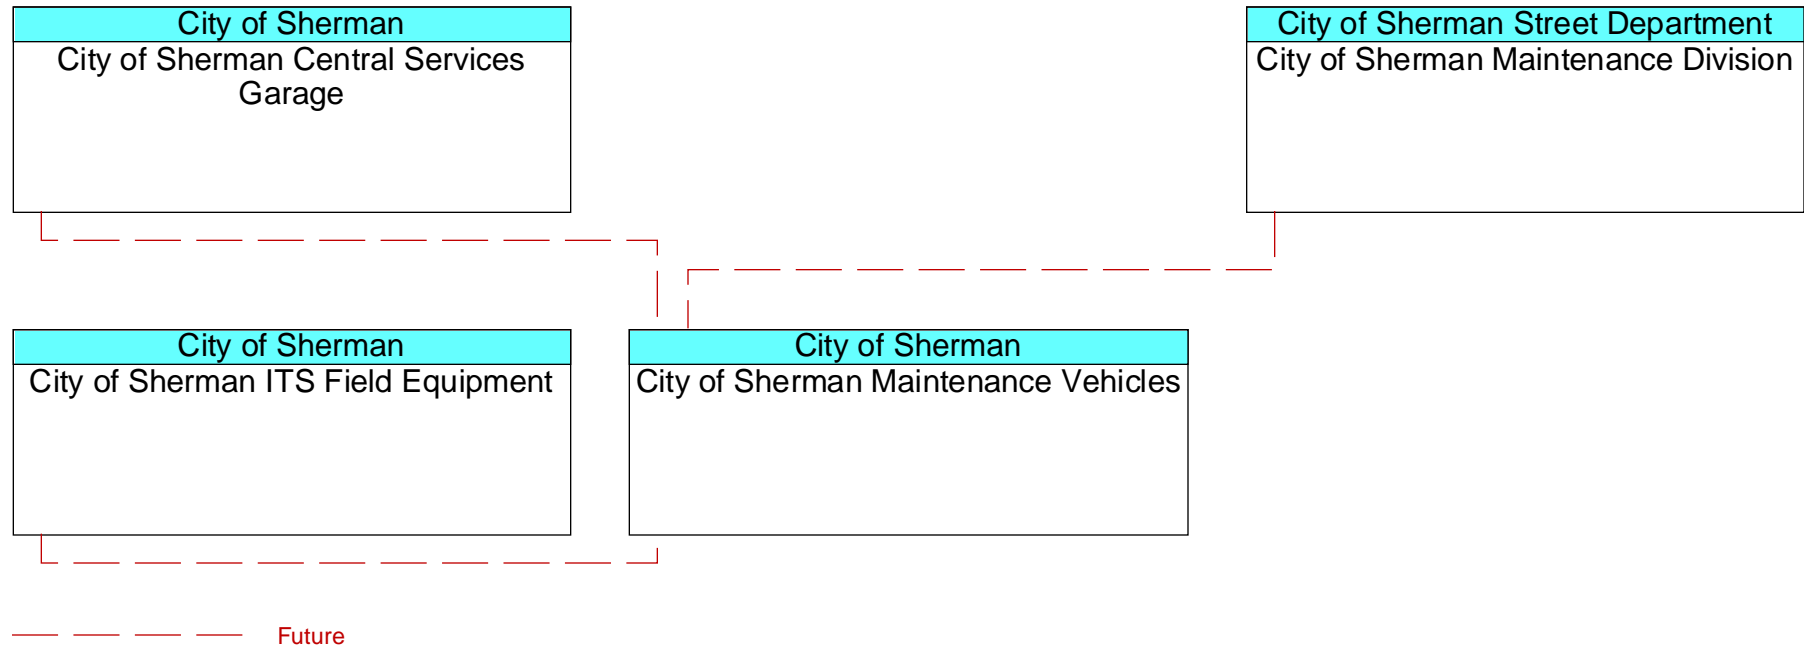 City of Sherman
City of Sherman Central Services
Garage
City of Sherman Street Department
City of Sherman Maintenance Division
City of Sherman
City of Sherman ITS Field Equipment
City of Sherman
City of Sherman Maintenance Vehicles
Future